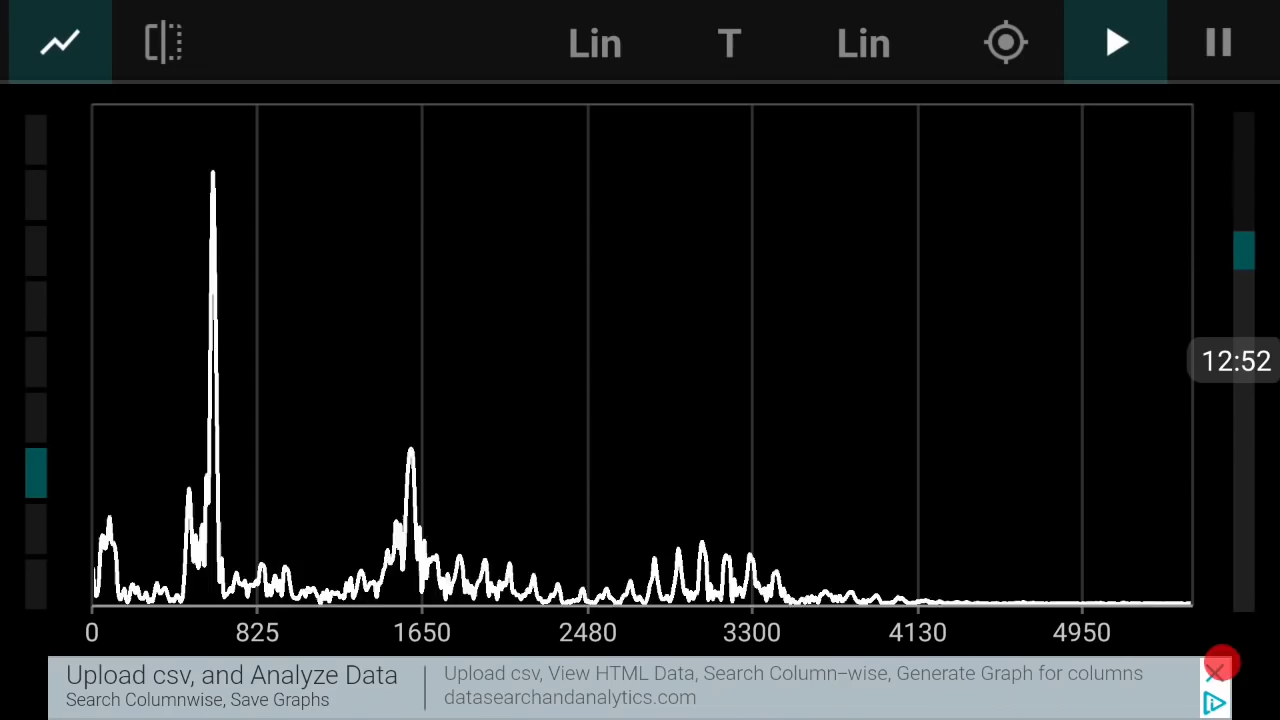 Lin T Lin
12:52
0 825 1650 2480 3300 4130 4950
Upload csv, and Analyze Data
Search Columnwise, Save Graphs
Upload csv, View HTML Data, Search Column-wise, Generate Graph for columns
datasearchandanalytics.com